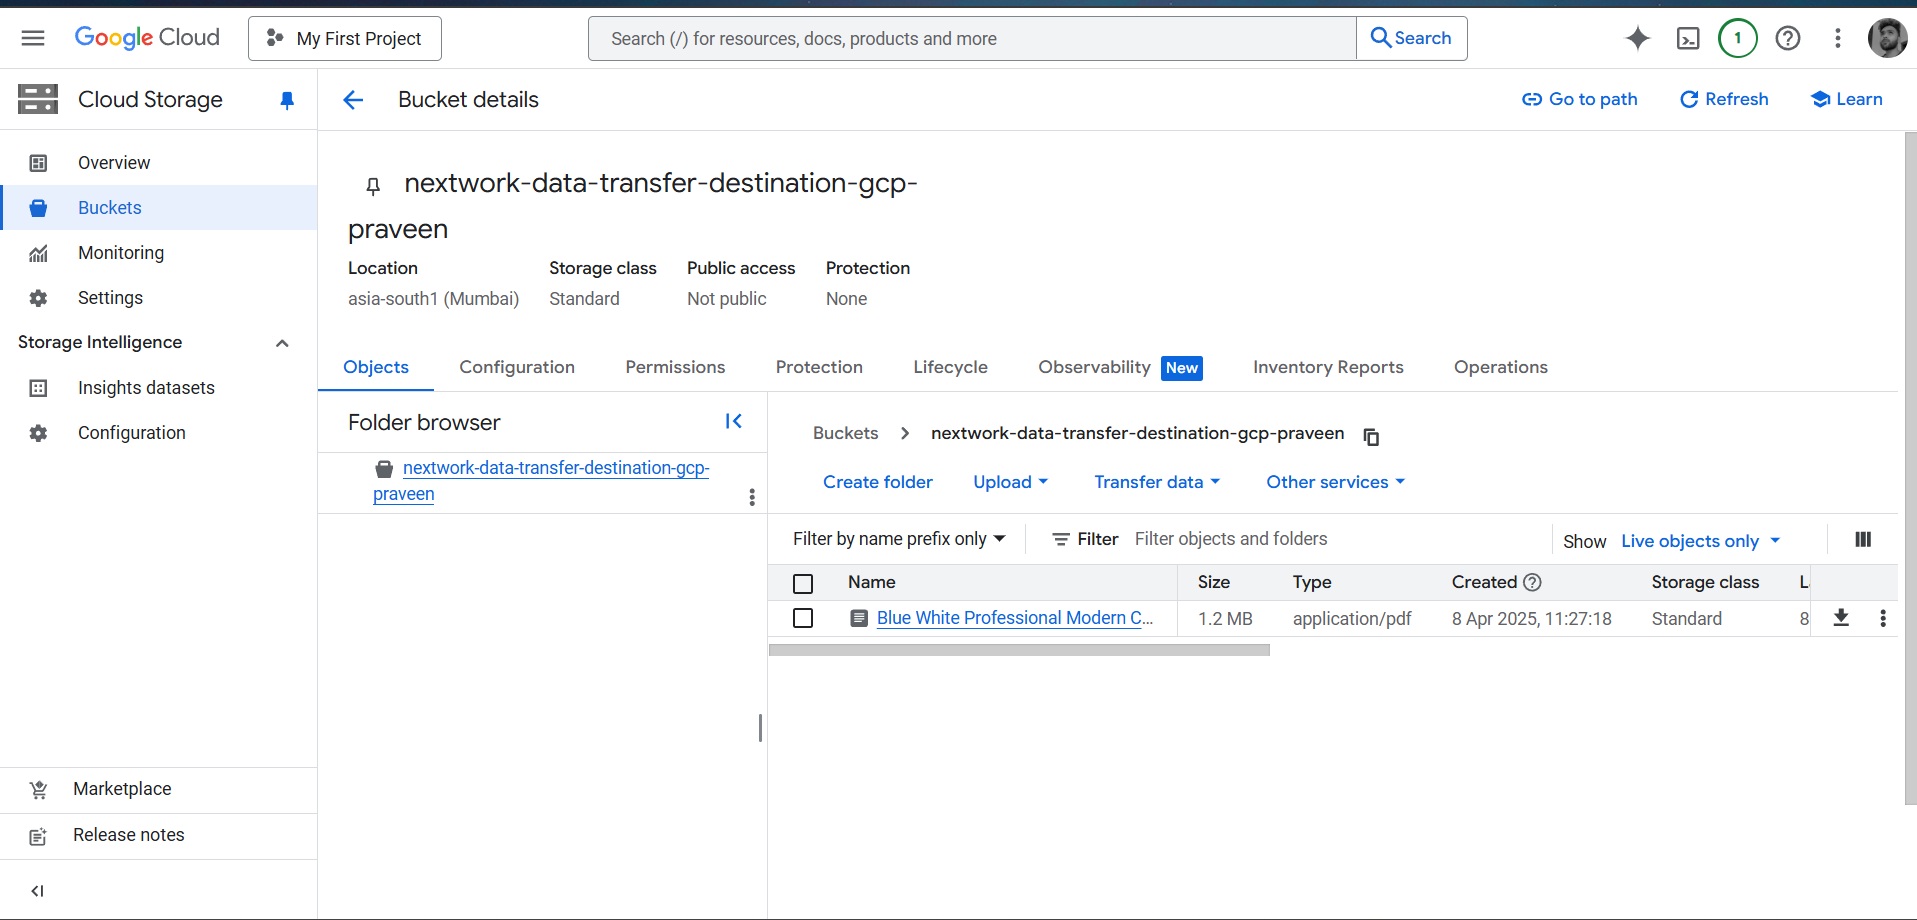 Google Cloud
My First Project
Search (/) for resources, docs, products and more
Search
1
Cloud Storage
Bucket details
Go to path
Refresh
Learn
Overview
Buckets
Monitoring
Settings
Storage Intelligence
Insights datasets
Configuration
Marketplace
Release notes
nextwork-data-transfer-destination-gcp-
praveen
Location
Storage class
Public access
Protection
asia-south1 (Mumbai)
Standard
Not public
None
Objects
Configuration
Permissions
Protection
Lifecycle
Observability New
Inventory Reports
Operations
Folder browser
nextwork-data-transfer-destination-gcp-
praveen
Buckets > nextwork-data-transfer-destination-gcp-praveen
Create folder
Upload
Transfer data
Other services
Filter by name prefix only
Filter Filter objects and folders
Show Live objects only
Name Size Type Created Storage class La
Blue White Professional Modern C... 1.2 MB application/pdf 8 Apr 2025, 11:27:18 Standard 8